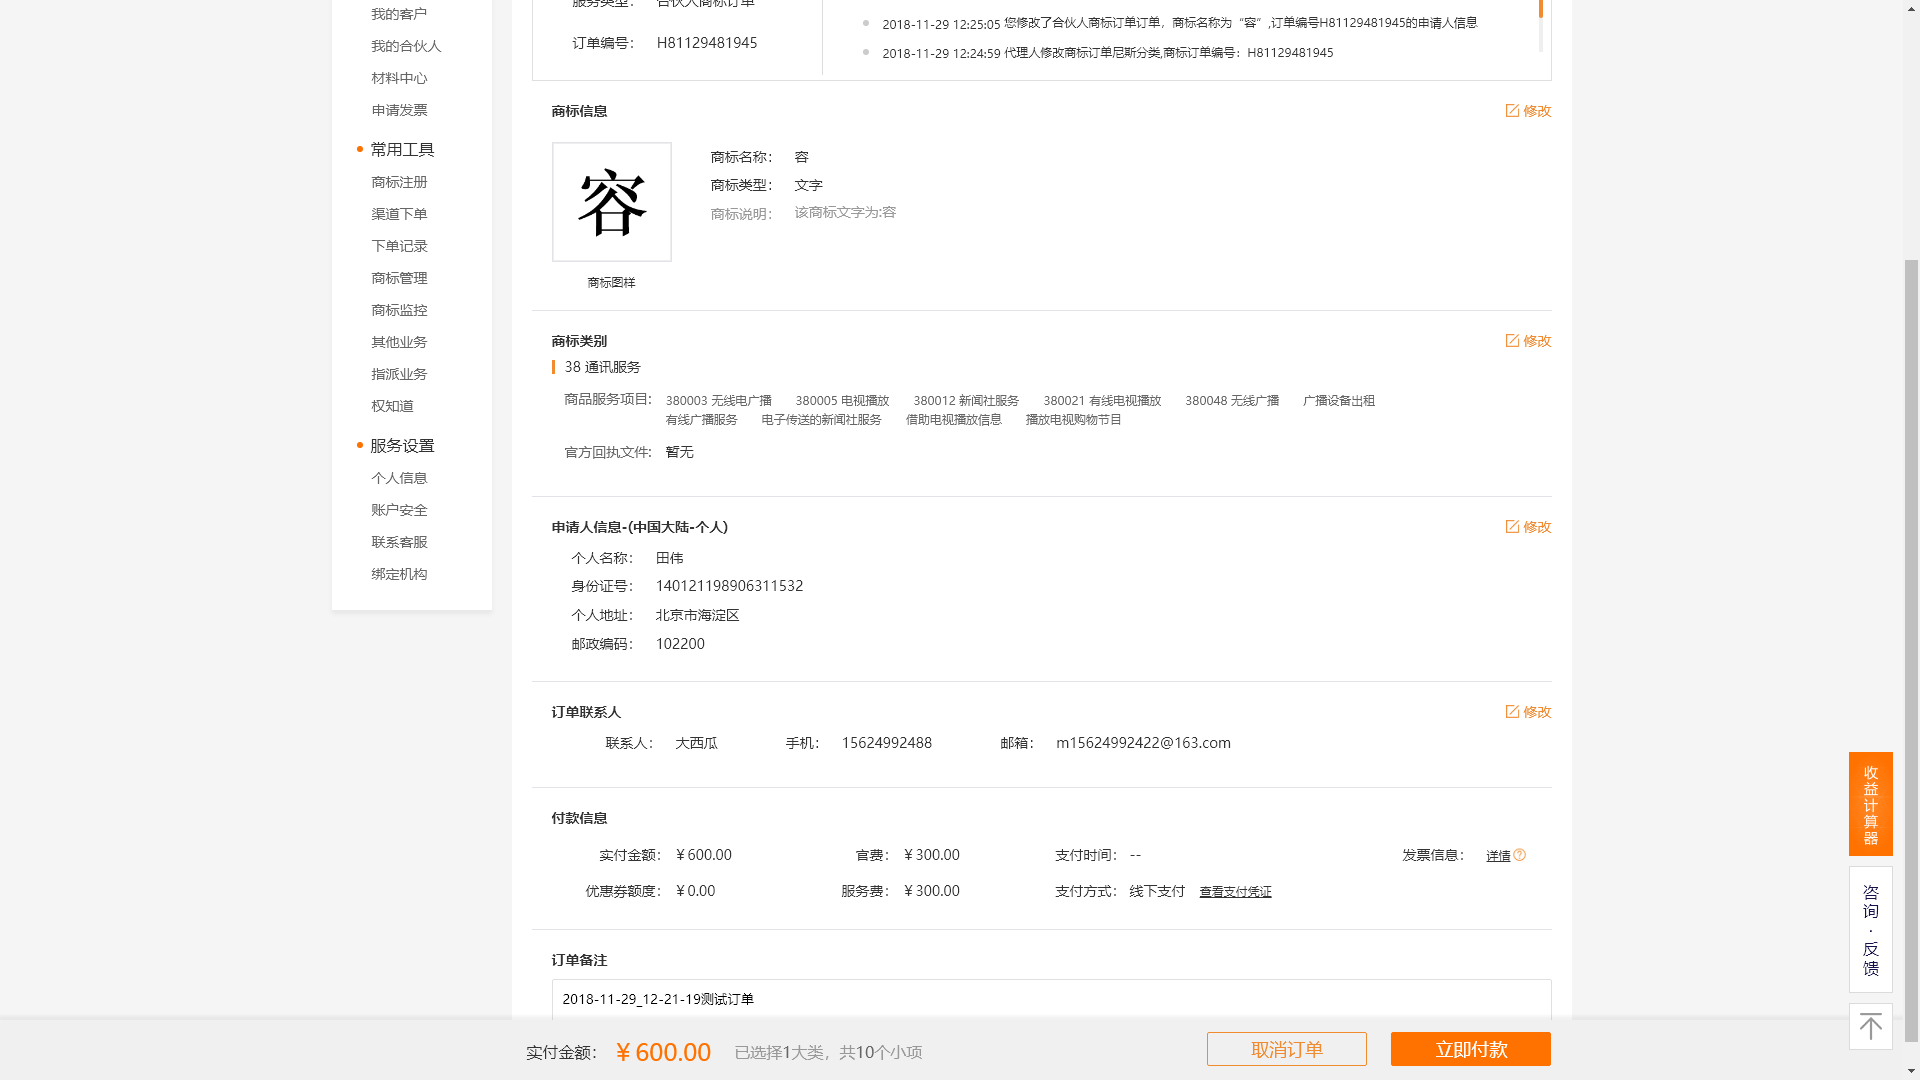 我的客户
我的合伙人
材料中心
申请发票
常用工具
商标注册
渠道下单
下单记录
商标管理
商标监控
其他业务
指派业务
权知道
服务设置
个人信息
账户安全
联系客服
绑定机构
服务类型： 合伙人商标订单
订单编号： H81129481945
2018-11-29 12:25:05 您修改了合伙人商标订单订单，商标名称为“容”,订单编号H81129481945的申请人信息
2018-11-29 12:24:59 代理人修改商标订单尼斯分类,商标订单编号：H81129481945
商标信息 修改
容
商标图样
商标名称： 容
商标类型： 文字
商标说明： 该商标文字为:容
商标类别 修改
38 通讯服务
商品服务项目: 380003 无线电广播 380005 电视播放 380012 新闻社服务 380021 有线电视播放 380048 无线广播 广播设备出租
有线广播服务 电子传送的新闻社服务 借助电视播放信息 播放电视购物节目
官方回执文件: 暂无
申请人信息-(中国大陆-个人) 修改
个人名称： 田伟
身份证号： 140121198906311532
个人地址： 北京市海淀区
邮政编码： 102200
订单联系人 修改
联系人： 大西瓜 手机： 15624992488 邮箱： m15624992422@163.com
付款信息
实付金额： ￥600.00 官费： ￥300.00 支付时间： -- 发票信息： 详情
优惠券额度： ￥0.00 服务费： ￥300.00 支付方式： 线下支付 查看支付凭证
订单备注
2018-11-29_12-21-19测试订单
实付金额： ￥600.00 已选择1大类，共10个小项 取消订单 立即付款
收益计算器
咨询·反馈